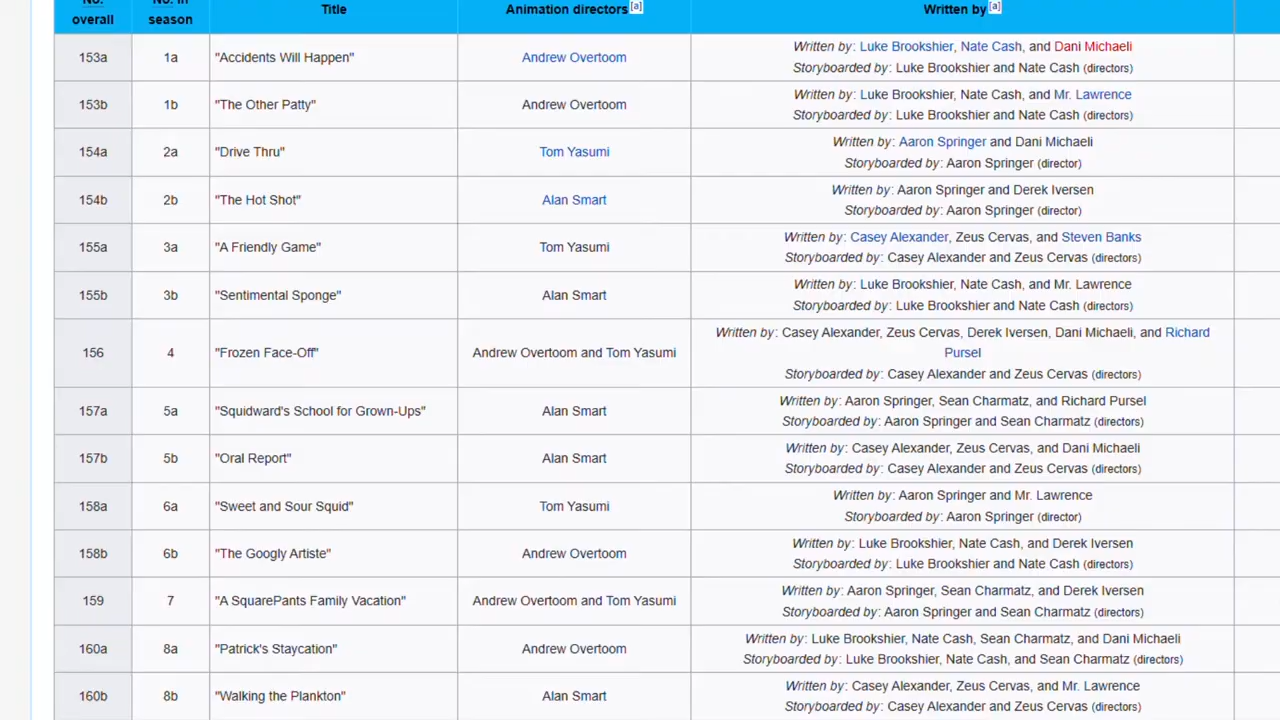 No. No. in Title Animation directors[a] Written by[a]
overall season
153a 1a "Accidents Will Happen" Andrew Overtoom Written by: Luke Brookshier, Nate Cash, and Dani Michaeli
Storyboarded by: Luke Brookshier and Nate Cash (directors)
153b 1b "The Other Patty" Andrew Overtoom Written by: Luke Brookshier, Nate Cash, and Mr. Lawrence
Storyboarded by: Luke Brookshier and Nate Cash (directors)
154a 2a "Drive Thru" Tom Yasumi Written by: Aaron Springer and Dani Michaeli
Storyboarded by: Aaron Springer (director)
154b 2b "The Hot Shot" Alan Smart Written by: Aaron Springer and Derek Iversen
Storyboarded by: Aaron Springer (director)
155a 3a "A Friendly Game" Tom Yasumi Written by: Casey Alexander, Zeus Cervas, and Steven Banks
Storyboarded by: Casey Alexander and Zeus Cervas (directors)
155b 3b "Sentimental Sponge" Alan Smart Written by: Luke Brookshier, Nate Cash, and Mr. Lawrence
Storyboarded by: Luke Brookshier and Nate Cash (directors)
156 4 "Frozen Face-Off" Andrew Overtoom and Tom Yasumi Written by: Casey Alexander, Zeus Cervas, Derek Iversen, Dani Michaeli, and Richard
Pursel
Storyboarded by: Casey Alexander and Zeus Cervas (directors)
157a 5a "Squidward's School for Grown-Ups" Alan Smart Written by: Aaron Springer, Sean Charmatz, and Richard Pursel
Storyboarded by: Aaron Springer and Sean Charmatz (directors)
157b 5b "Oral Report" Alan Smart Written by: Casey Alexander, Zeus Cervas, and Dani Michaeli
Storyboarded by: Casey Alexander and Zeus Cervas (directors)
158a 6a "Sweet and Sour Squid" Tom Yasumi Written by: Aaron Springer and Mr. Lawrence
Storyboarded by: Aaron Springer (director)
158b 6b "The Googly Artiste" Andrew Overtoom Written by: Luke Brookshier, Nate Cash, and Derek Iversen
Storyboarded by: Luke Brookshier and Nate Cash (directors)
159 7 "A SquarePants Family Vacation" Andrew Overtoom and Tom Yasumi Written by: Aaron Springer, Sean Charmatz, and Derek Iversen
Storyboarded by: Aaron Springer and Sean Charmatz (directors)
160a 8a "Patrick's Staycation" Andrew Overtoom Written by: Luke Brookshier, Nate Cash, Sean Charmatz, and Dani Michaeli
Storyboarded by: Luke Brookshier, Nate Cash, and Sean Charmatz (directors)
160b 8b "Walking the Plankton" Alan Smart Written by: Casey Alexander, Zeus Cervas, and Mr. Lawrence
Storyboarded by: Casey Alexander and Zeus Cervas (directors)